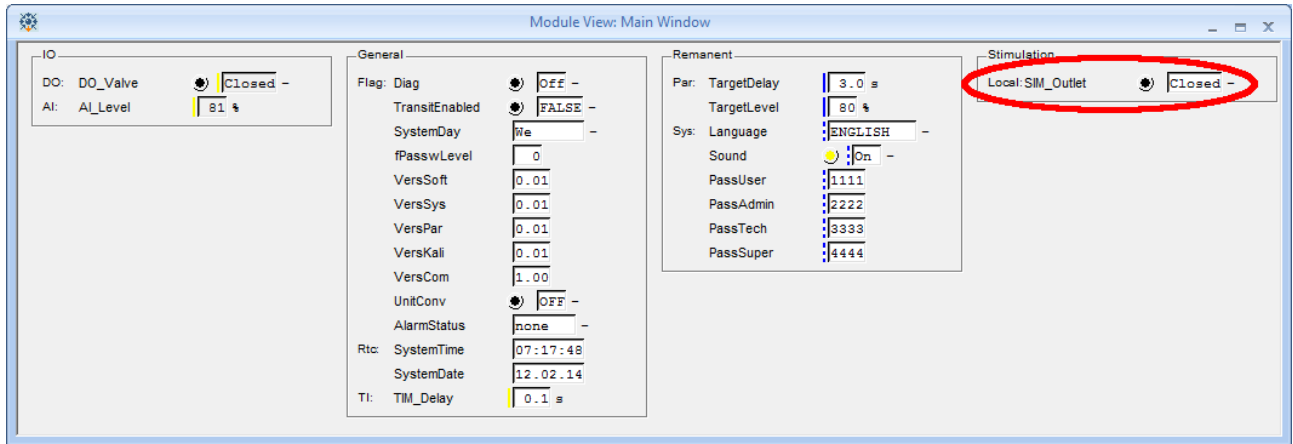 Module View: Main Window
IO
DO: DO_Valve Closed -
AI: AI_Level 81 %
General
Flag: Diag Off -
TransitEnabled FALSE -
SystemDay We -
fPasswLevel 0
VersSoft 0.01
VersSys 0.01
VersPar 0.01
VersKali 0.01
VersCom 1.00
UnitConv OFF -
AlarmStatus none -
Rtc: SystemTime 07:17:48
SystemDate 12.02.14
TI: TIM_Delay 0.1 s
Remanent
Par: TargetDelay 3.0 s
TargetLevel 80 %
Sys: Language ENGLISH -
Sound On -
PassUser 1111
PassAdmin 2222
PassTech 3333
PassSuper 4444
Stimulation
Local: SIM_Outlet Closed -